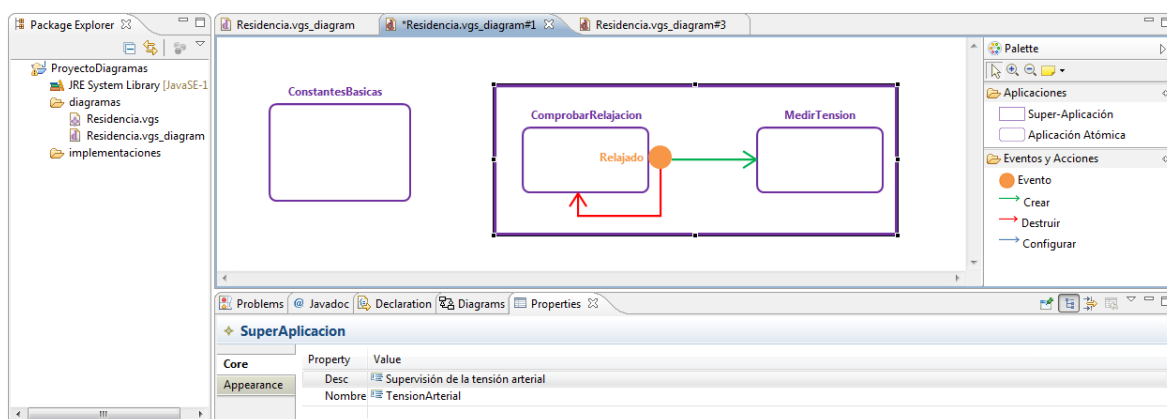 Package Explorer
Residencia.vgs_diagram
*Residencia.vgs_diagram#1
Residencia.vgs_diagram#3
ProyectoDiagramas
JRE System Library [JavaSE-1
diagramas
Residencia.vgs
Residencia.vgs_diagram
implementaciones
ConstantesBasicas
ComprobarRelajacion
MedirTension
Relajado
Palette
Aplicaciones
Super-Aplicación
Aplicación Atómica
Eventos y Acciones
Evento
Crear
Destruir
Configurar
Problems @ Javadoc Declaration Diagrams Properties
SuperAplicacion
Core
Appearance
Property Value
Desc Supervisión de la tensión arterial
Nombre TensionArterial